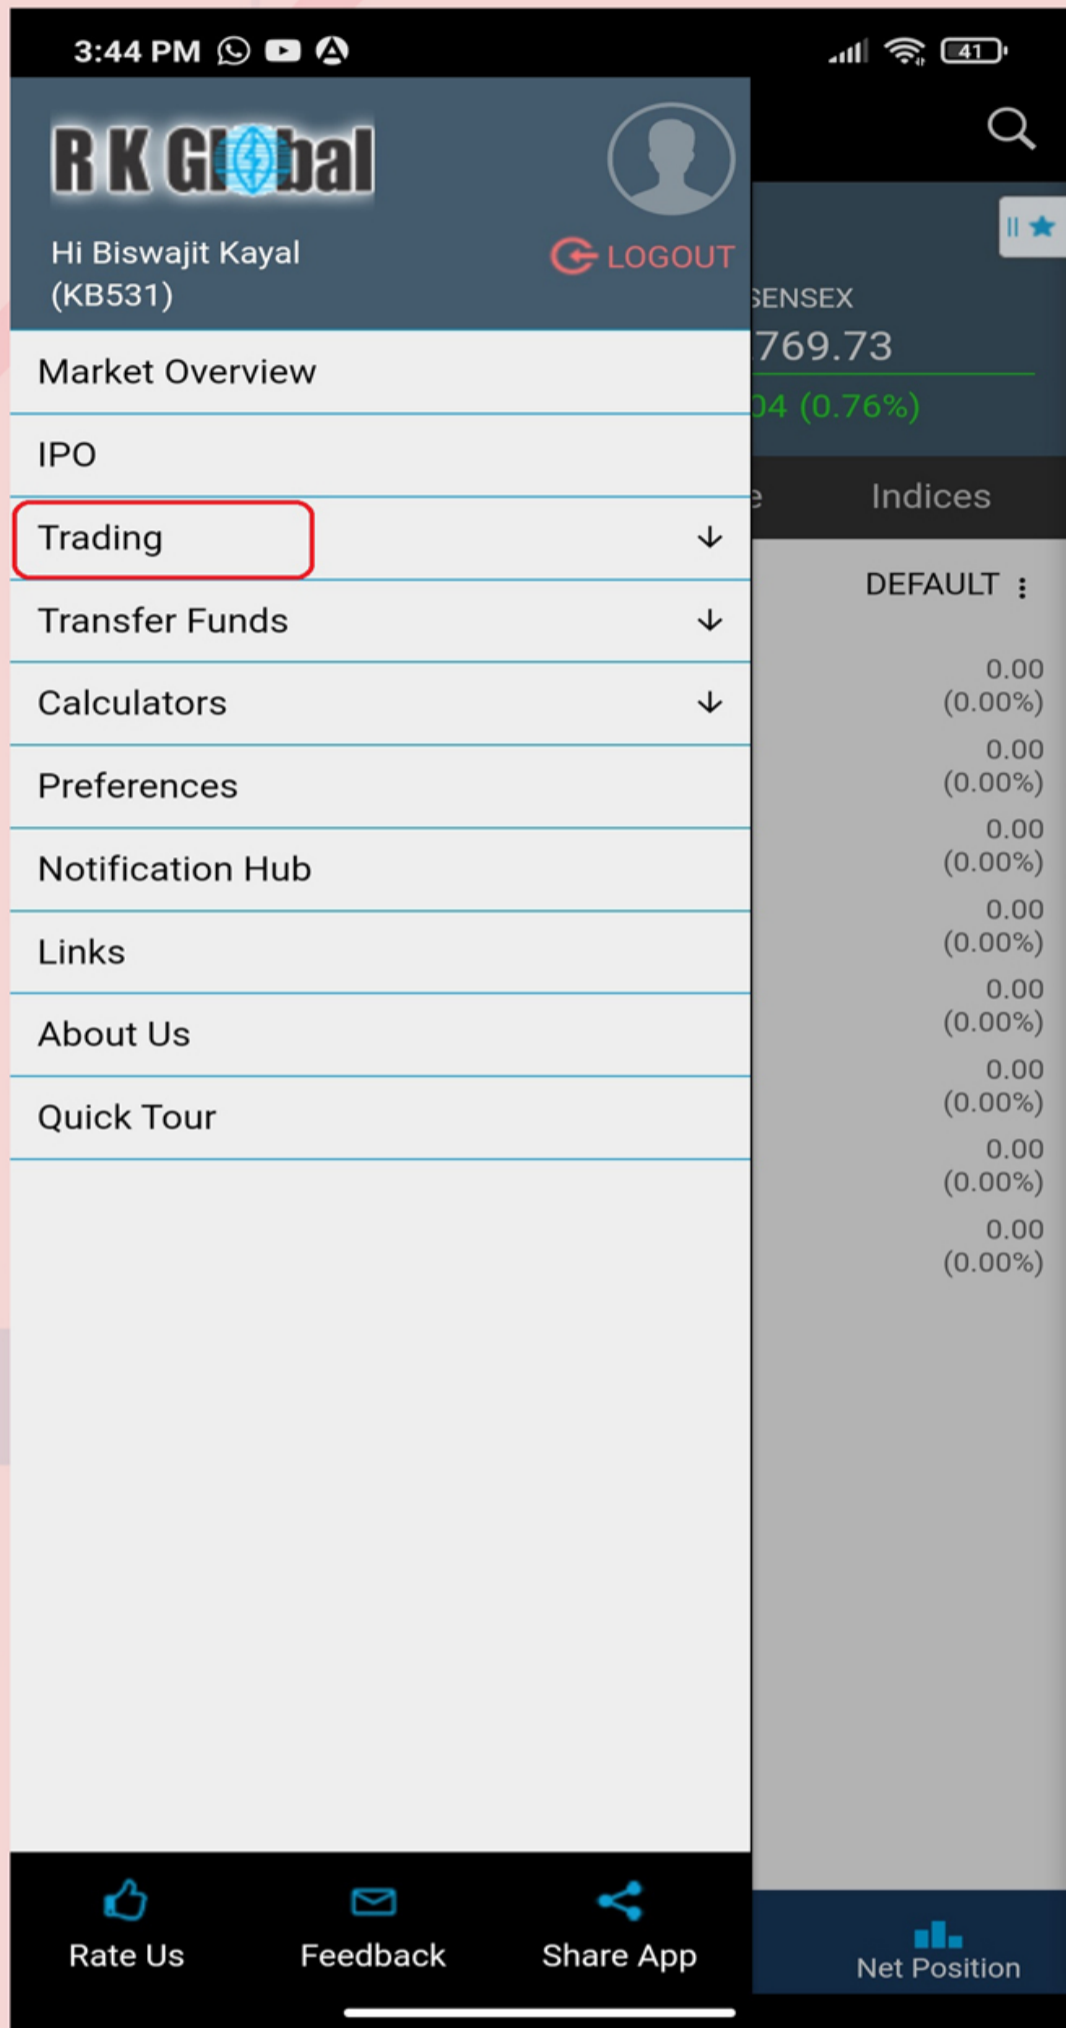 3:44 PM
41
R K Global
Hi Biswajit Kayal
(KB531)
LOGOUT
SENSEX
769.73
04 (0.76%)
Indices
DEFAULT
Market Overview
IPO
Trading
Transfer Funds
Calculators
Preferences
Notification Hub
Links
About Us
Quick Tour
0.00
(0.00%)
0.00
(0.00%)
0.00
(0.00%)
0.00
(0.00%)
0.00
(0.00%)
0.00
(0.00%)
0.00
(0.00%)
0.00
(0.00%)
Rate Us
Feedback
Share App
Net Position